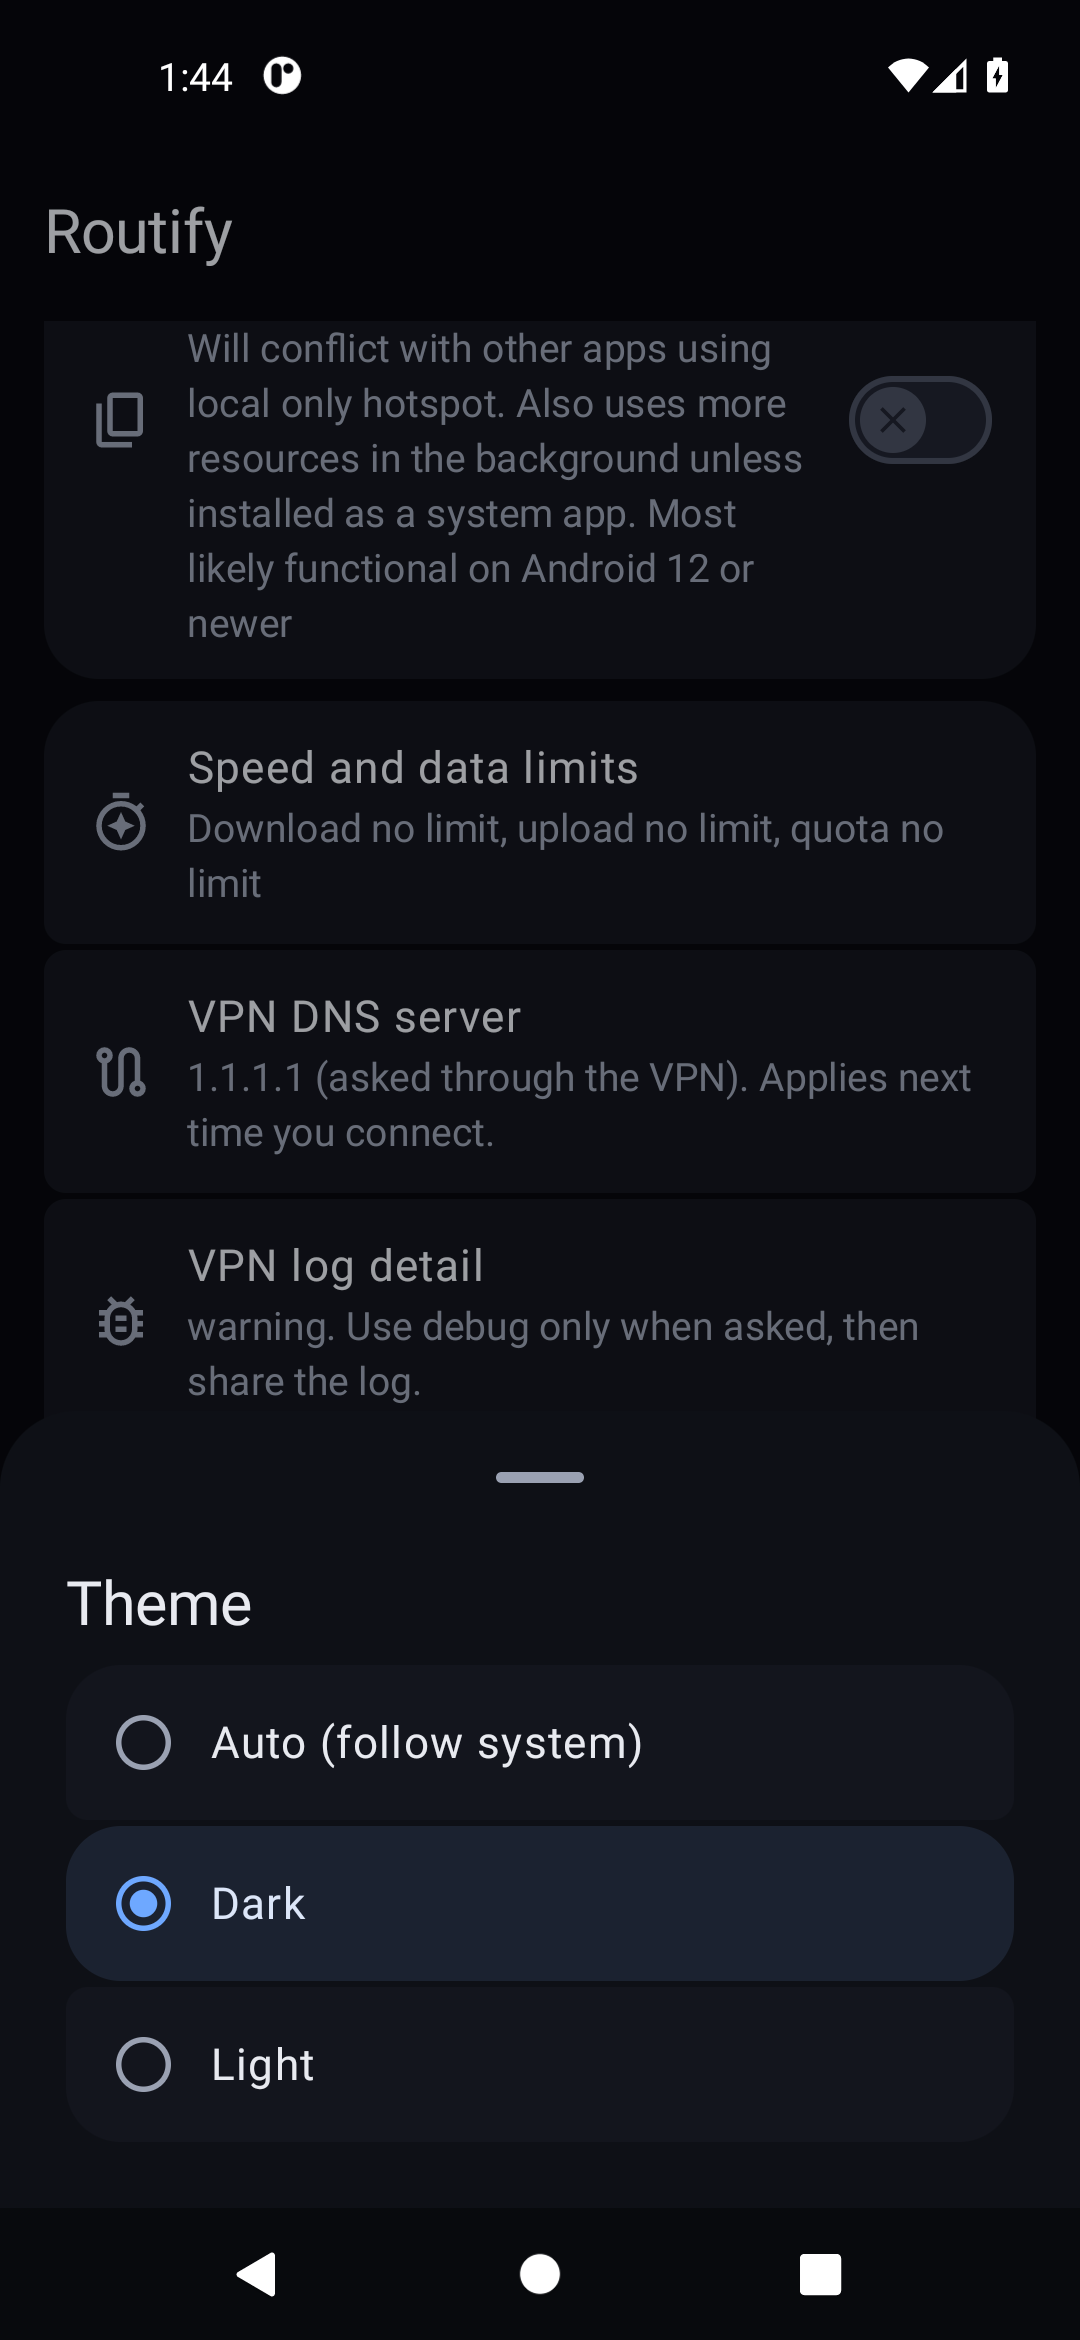 1:44
Routify
Will conflict with other apps using
local only hotspot. Also uses more
resources in the background unless
installed as a system app. Most
likely functional on Android 12 or
newer
Speed and data limits
Download no limit, upload no limit, quota no
limit
VPN DNS server
1.1.1.1 (asked through the VPN). Applies next
time you connect.
VPN log detail
warning. Use debug only when asked, then
share the log.
Theme
Auto (follow system)
Dark
Light